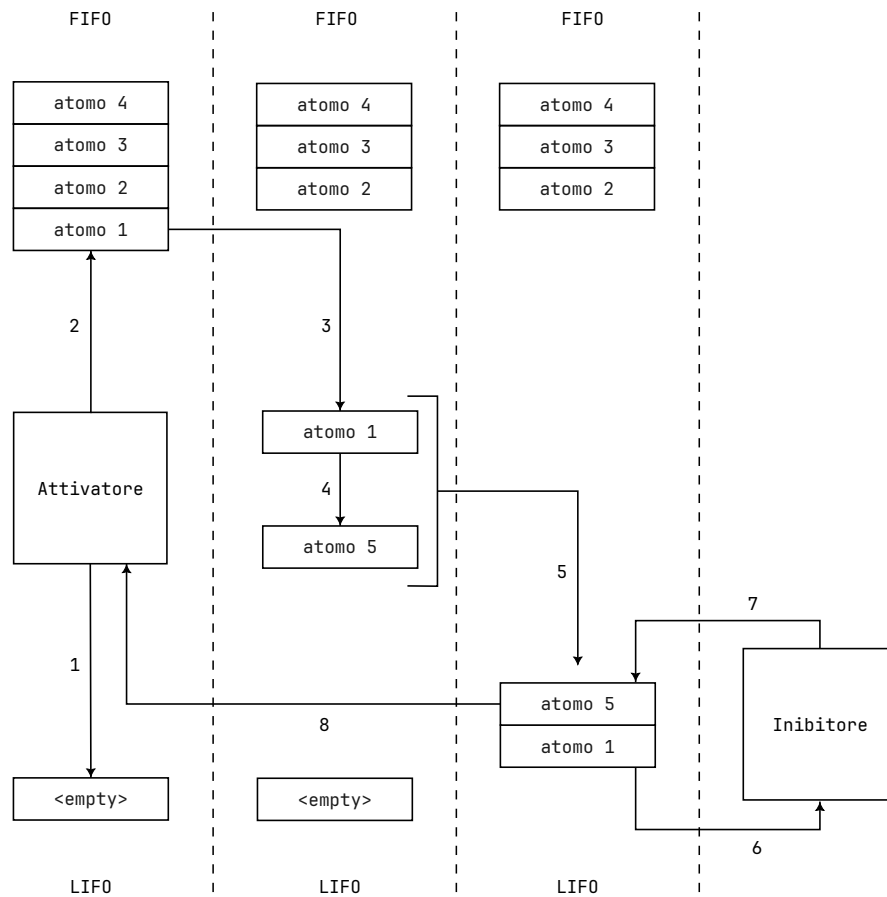 FIFO
FIFO
FIFO
atomo 4
atomo 3
atomo 2
atomo 1
atomo 4
atomo 3
atomo 2
atomo 4
atomo 3
atomo 2
2
3
Attivatore
atomo 1
4
atomo 5
5
7
1
8
atomo 5
atomo 1
Inibitore
6
<empty>
<empty>
LIFO
LIFO
LIFO